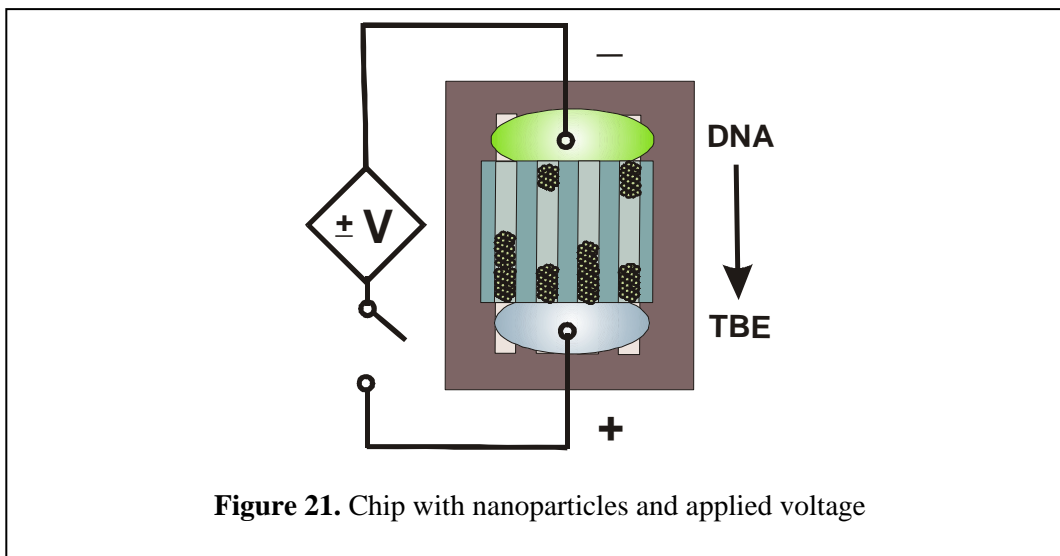 −
DNA
± V
TBE
+
Figure 21. Chip with nanoparticles and applied voltage